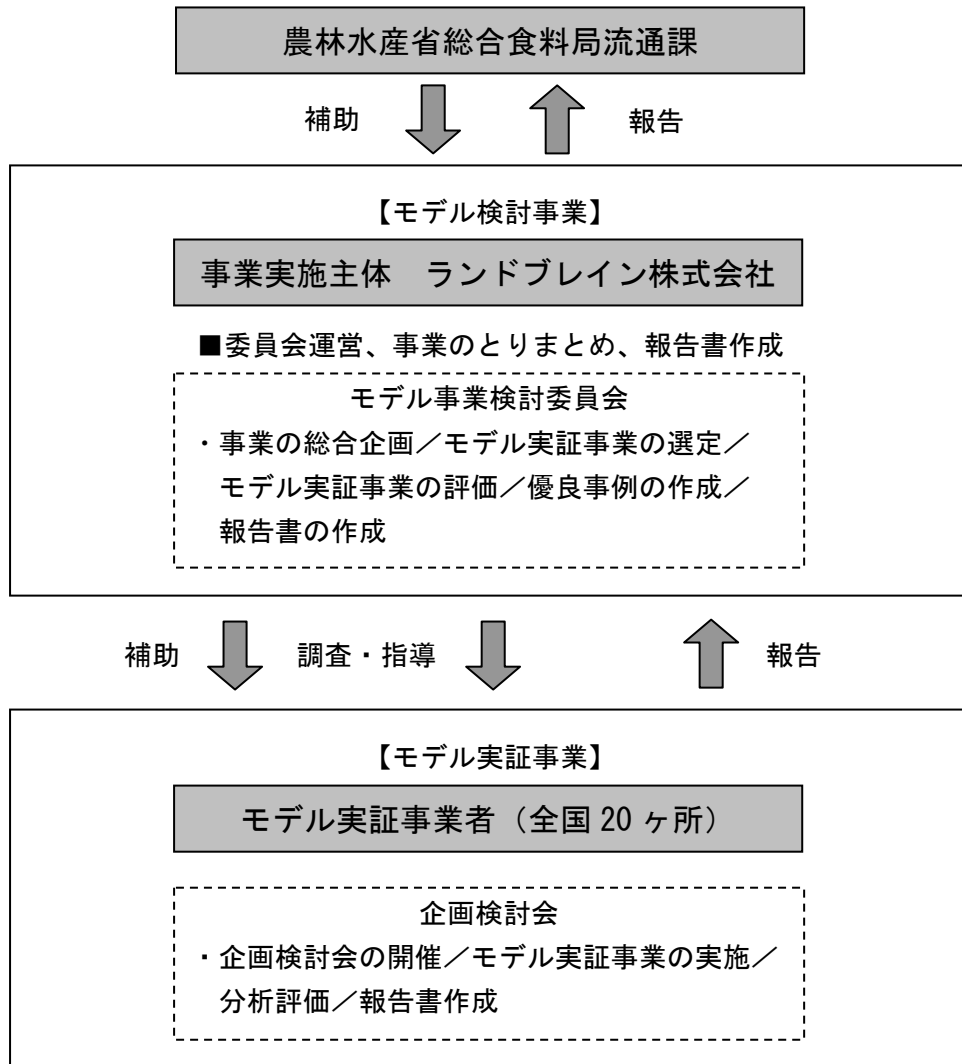 農林水産省総合食料局流通課
補助
報告
【モデル検討事業】
事業実施主体　ランドブレイン株式会社
■委員会運営、事業のとりまとめ、報告書作成
モデル事業検討委員会
・事業の総合企画／モデル実証事業の選定／
モデル実証事業の評価／優良事例の作成／
報告書の作成
補助
調査・指導
報告
【モデル実証事業】
モデル実証事業者（全国 20 ヶ所）
企画検討会
・企画検討会の開催／モデル実証事業の実施／
分析評価／報告書作成